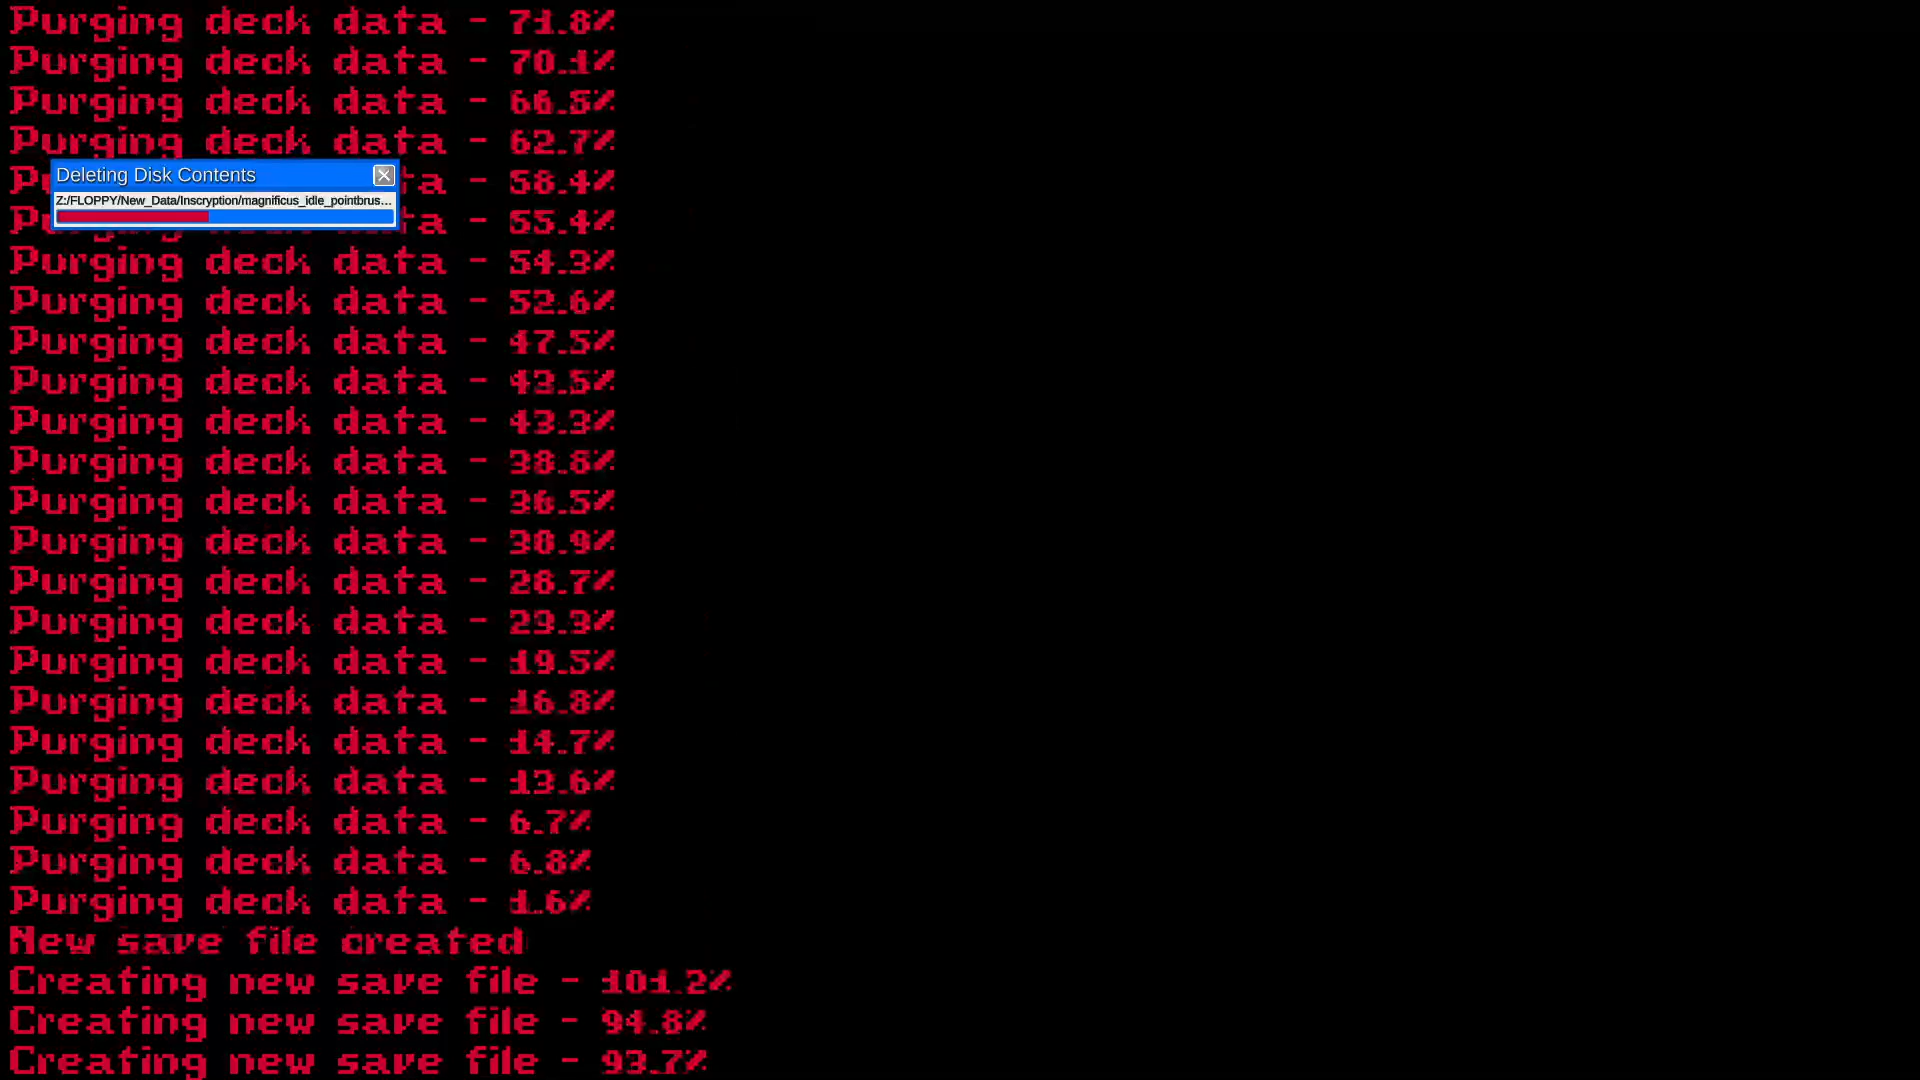 Purging deck data - 71.8%
Purging deck data - 70.1%
Purging deck data - 66.8%
Purging deck data - 62.7%
Deleting Disk Contents
Z:/FLOPPY/New_Data/Inscryption/magnificus_idle_pointbrus...
ta - 58.4%
ta - 55.4%
Purging deck data - 54.3%
Purging deck data - 52.6%
Purging deck data - 47.5%
Purging deck data - 43.5%
Purging deck data - 43.3%
Purging deck data - 38.8%
Purging deck data - 36.5%
Purging deck data - 30.9%
Purging deck data - 28.7%
Purging deck data - 23.3%
Purging deck data - 19.5%
Purging deck data - 16.8%
Purging deck data - 14.7%
Purging deck data - 13.6%
Purging deck data - 6.7%
Purging deck data - 6.8%
Purging deck data - 1.6%
New save file created
Creating new save file - 101.2%
Creating new save file - 94.8%
Creating new save file - 93.7%